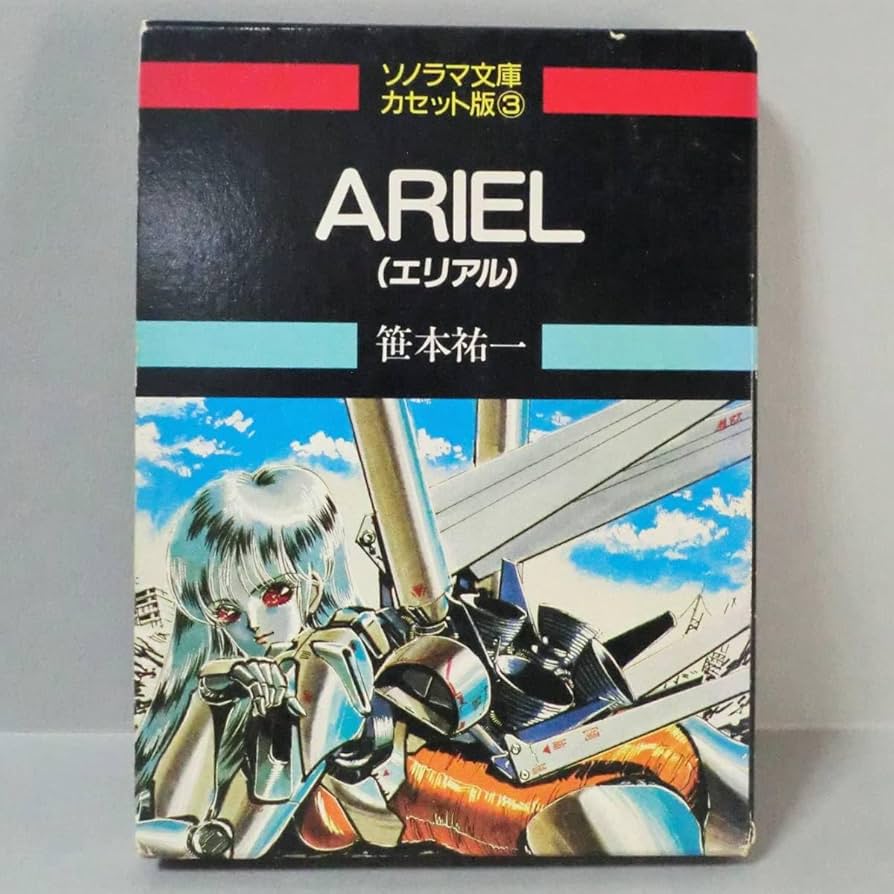 ソノラマ文庫
カセット版③
ARIEL
(エリアル)
笹本祐一